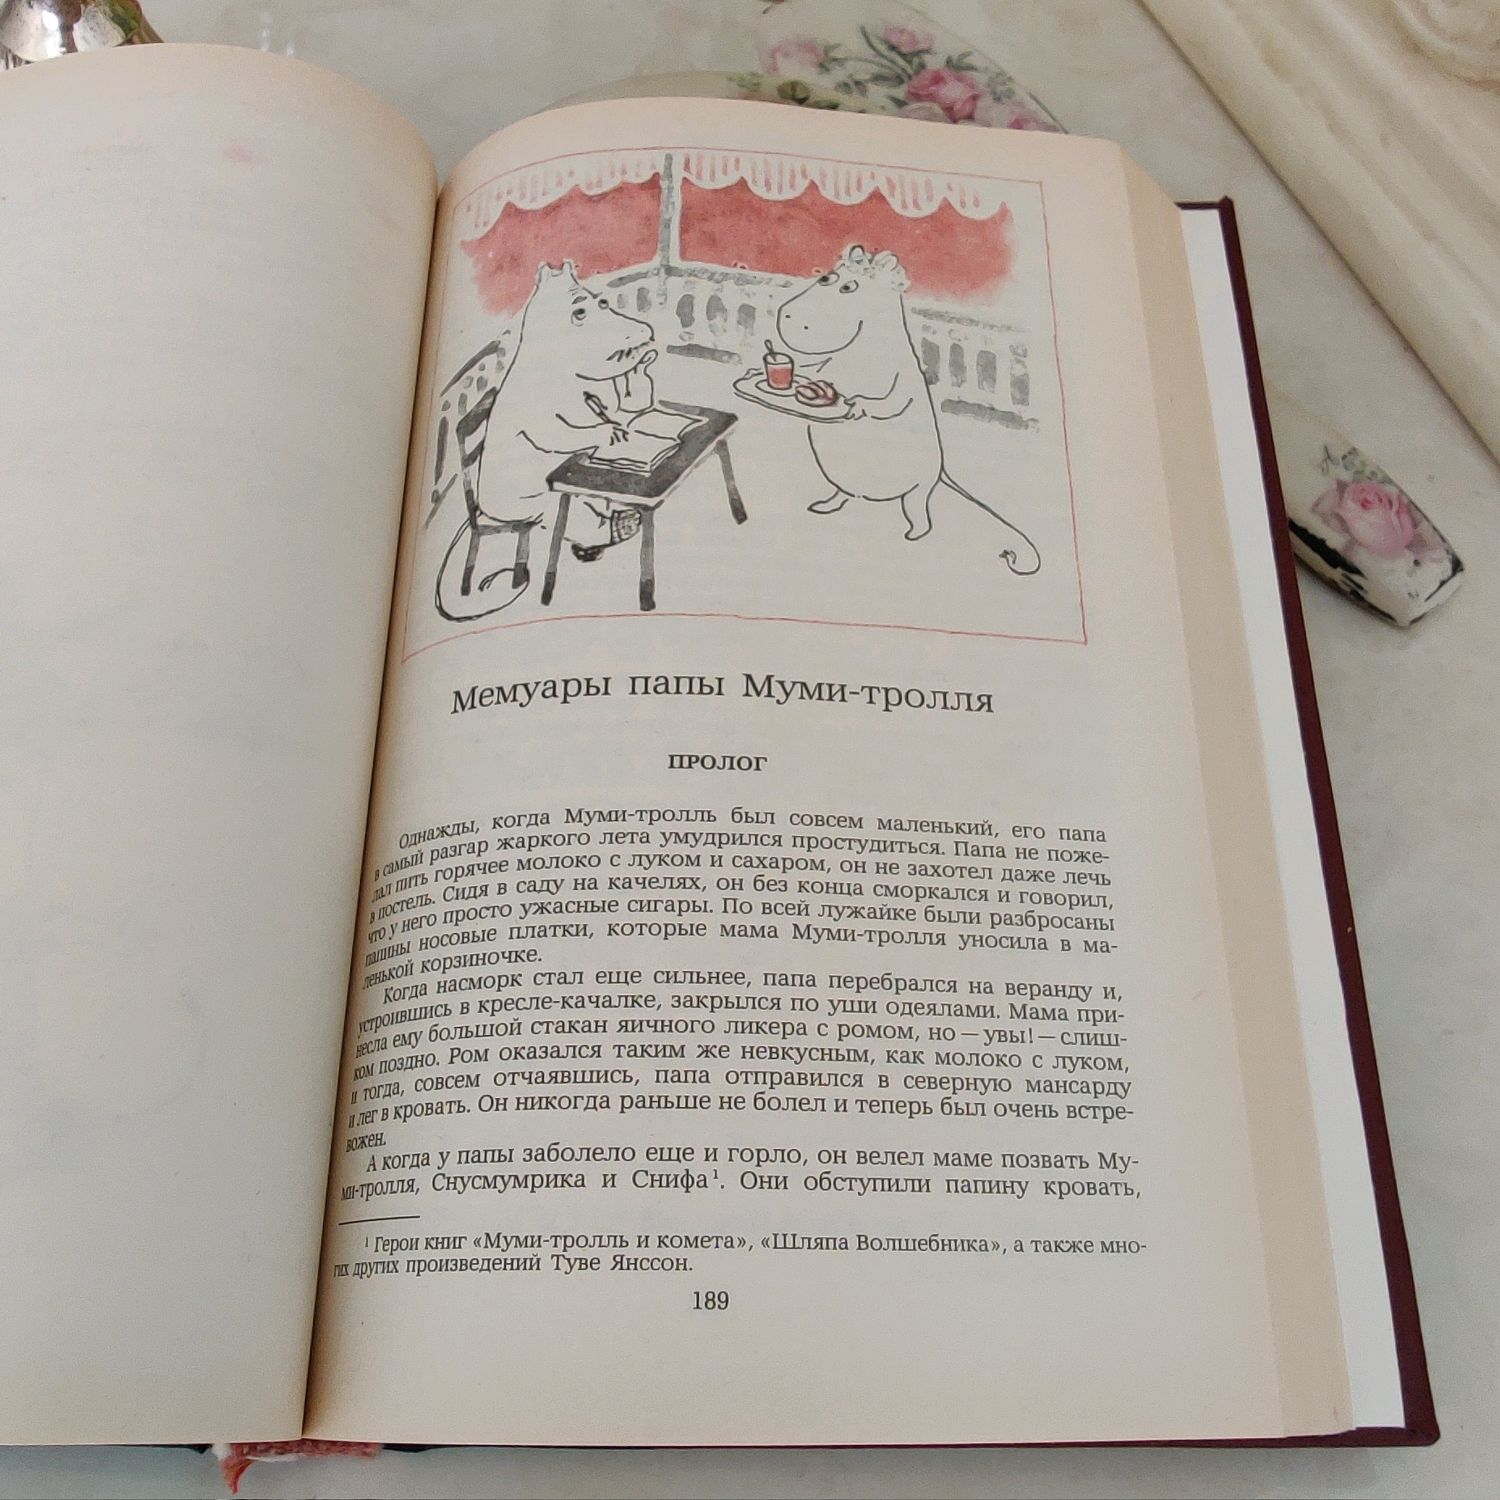 Мемуары папы Муми-тролля
ПРОЛОГ
Однажды, когда Муми-тролль был совсем маленький, его папа
в самый разгар жаркого лета умудрился простудиться. Папа не поже-
лал пить горячее молоко с луком и сахаром, он не захотел даже лечь
в постель. Сидя в саду на качелях, он без конца сморкался и говорил,
что у него просто ужасные сигары. По всей лужайке были разбросаны
папины носовые платки, которые мама Муми-тролля уносила в ма-
ленькой корзиночке.
Когда насморк стал еще сильнее, папа перебрался на веранду и,
устроившись в кресле-качалке, закрылся по уши одеялами. Мама при-
несла ему большой стакан яичного ликера с ромом, но — увы! — слиш-
ком поздно. Ром оказался таким же невкусным, как молоко с луком,
и тогда, совсем отчаявшись, папа отправился в северную мансарду
и лег в кровать. Он никогда раньше не болел и теперь был очень встре-
вожен.
А когда у папы заболело еще и горло, он велел маме позвать Му-
ми-тролля, Снусмумрика и Снифа¹. Они обступили папину кровать,
¹ Герои книг «Муми-тролль и комета», «Шляпа Волшебника», а также мно-
гих других произведений Туве Янссон.
189